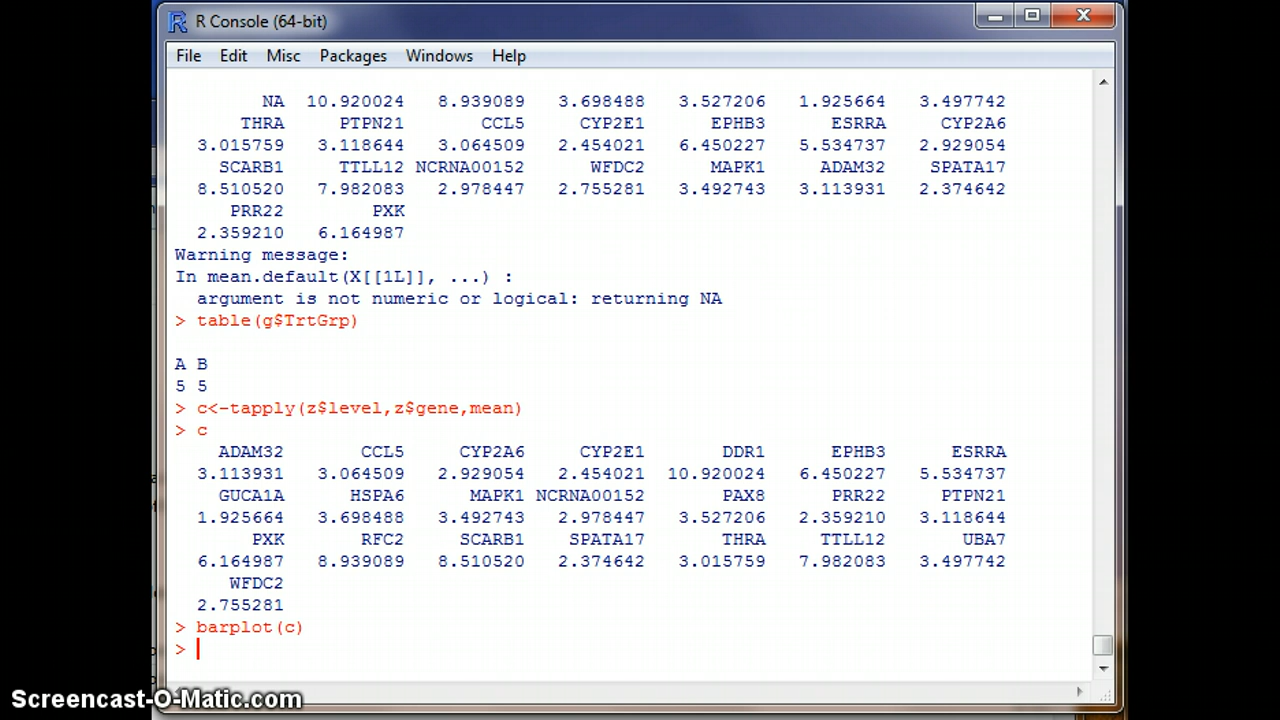 R Console (64-bit)
File Edit Misc Packages Windows Help
NA 10.920024 8.939089 3.698488 3.527206 1.925664 3.497742
THRA PTPN21 CCL5 CYP2E1 EPHB3 ESRRA CYP2A6
3.015759 3.118644 3.064509 2.454021 6.450227 5.534737 2.929054
SCARB1 TTLL12 NCRNA00152 WFDC2 MAPK1 ADAM32 SPATA17
8.510520 7.982083 2.978447 2.755281 3.492743 3.113931 2.374642
PRR22 PXK
2.359210 6.164987
Warning message:
In mean.default(X[[1L]], ...) :
argument is not numeric or logical: returning NA
> table(g$TrtGrp)
A B
5 5
> c<-tapply(z$level,z$gene,mean)
> c
ADAM32 CCL5 CYP2A6 CYP2E1 DDR1 EPHB3 ESRRA
3.113931 3.064509 2.929054 2.454021 10.920024 6.450227 5.534737
GUCA1A HSPA6 MAPK1 NCRNA00152 PAX8 PRR22 PTPN21
1.925664 3.698488 3.492743 2.978447 3.527206 2.359210 3.118644
PXK RFC2 SCARB1 SPATA17 THRA TTLL12 UBA7
6.164987 8.939089 8.510520 2.374642 3.015759 7.982083 3.497742
WFDC2
2.755281
> barplot(c)
>
Screencast-O-Matic.com